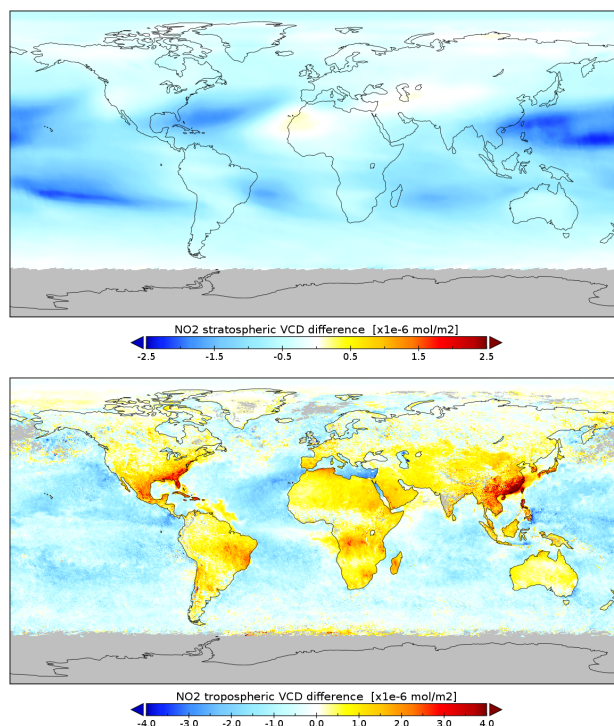 NO2 stratospheric VCD difference [x1e-6 mol/m2]
-2.5 -1.5 -0.5 0.5 1.5 2.5
NO2 tropospheric VCD difference [x1e-6 mol/m2]
-4.0 -3.0 -2.0 -1.0 0.0 1.0 2.0 3.0 4.0